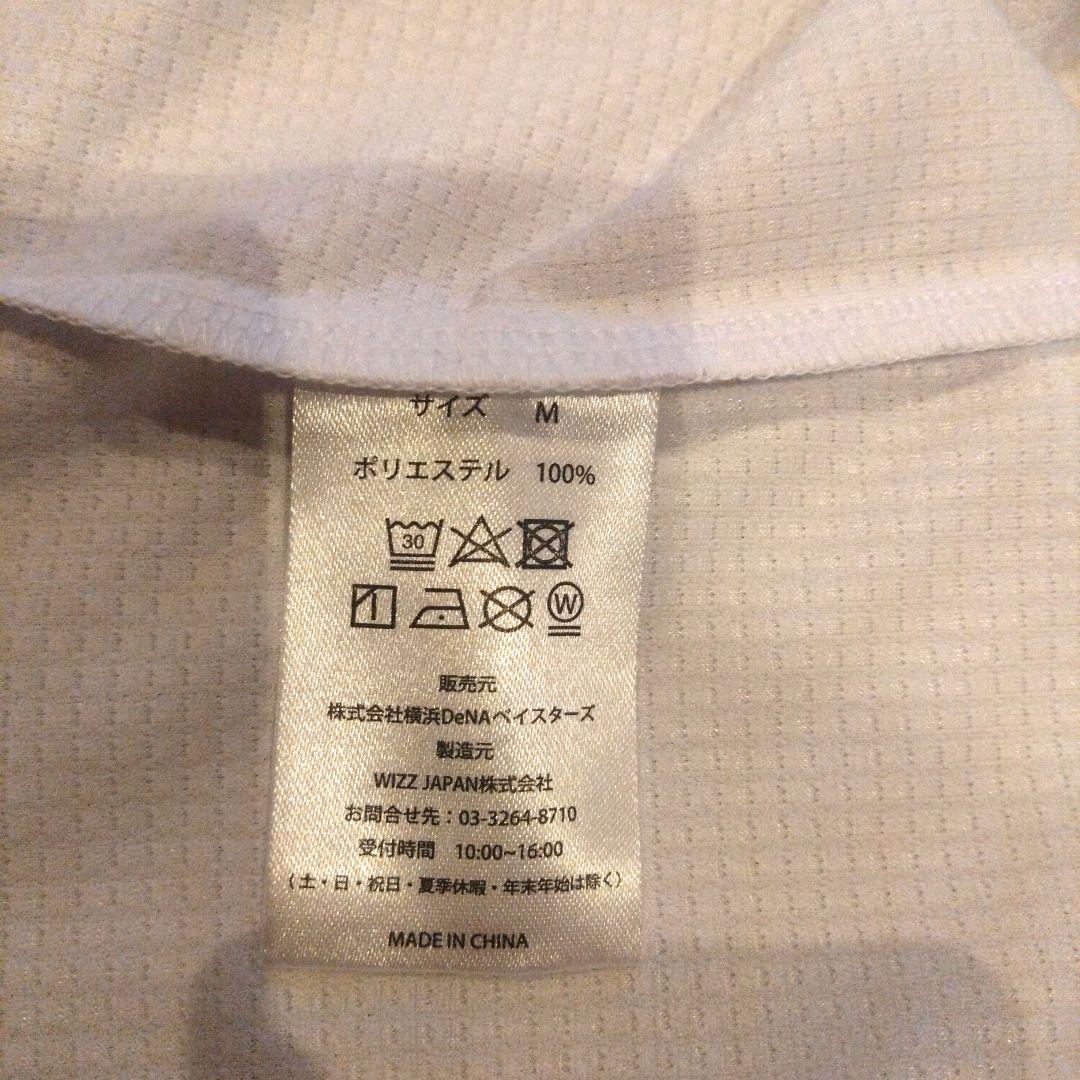 サイズ M
ポリエステル 100%
30
W
販売元
株式会社横浜DeNAベイスターズ
製造元
WIZZ JAPAN株式会社
お問合せ先：03-3264-8710
受付時間 10:00~16:00
（土・日・祝日・夏季休暇・年末年始は除く）
MADE IN CHINA